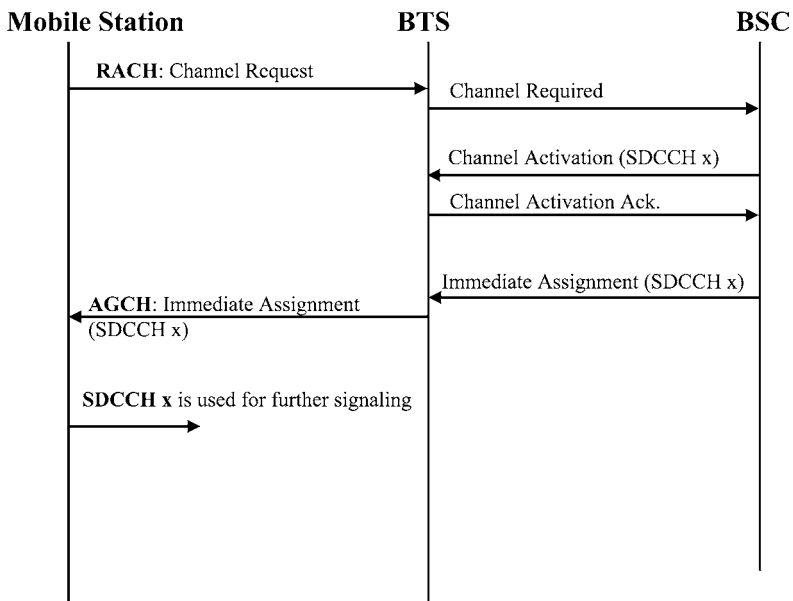 Mobile Station
BTS
BSC
RACH: Channel Request
Channel Required
Channel Activation (SDCCH x)
Channel Activation Ack.
Immediate Assignment (SDCCH x)
AGCH: Immediate Assignment
(SDCCH x)
SDCCH x is used for further signaling